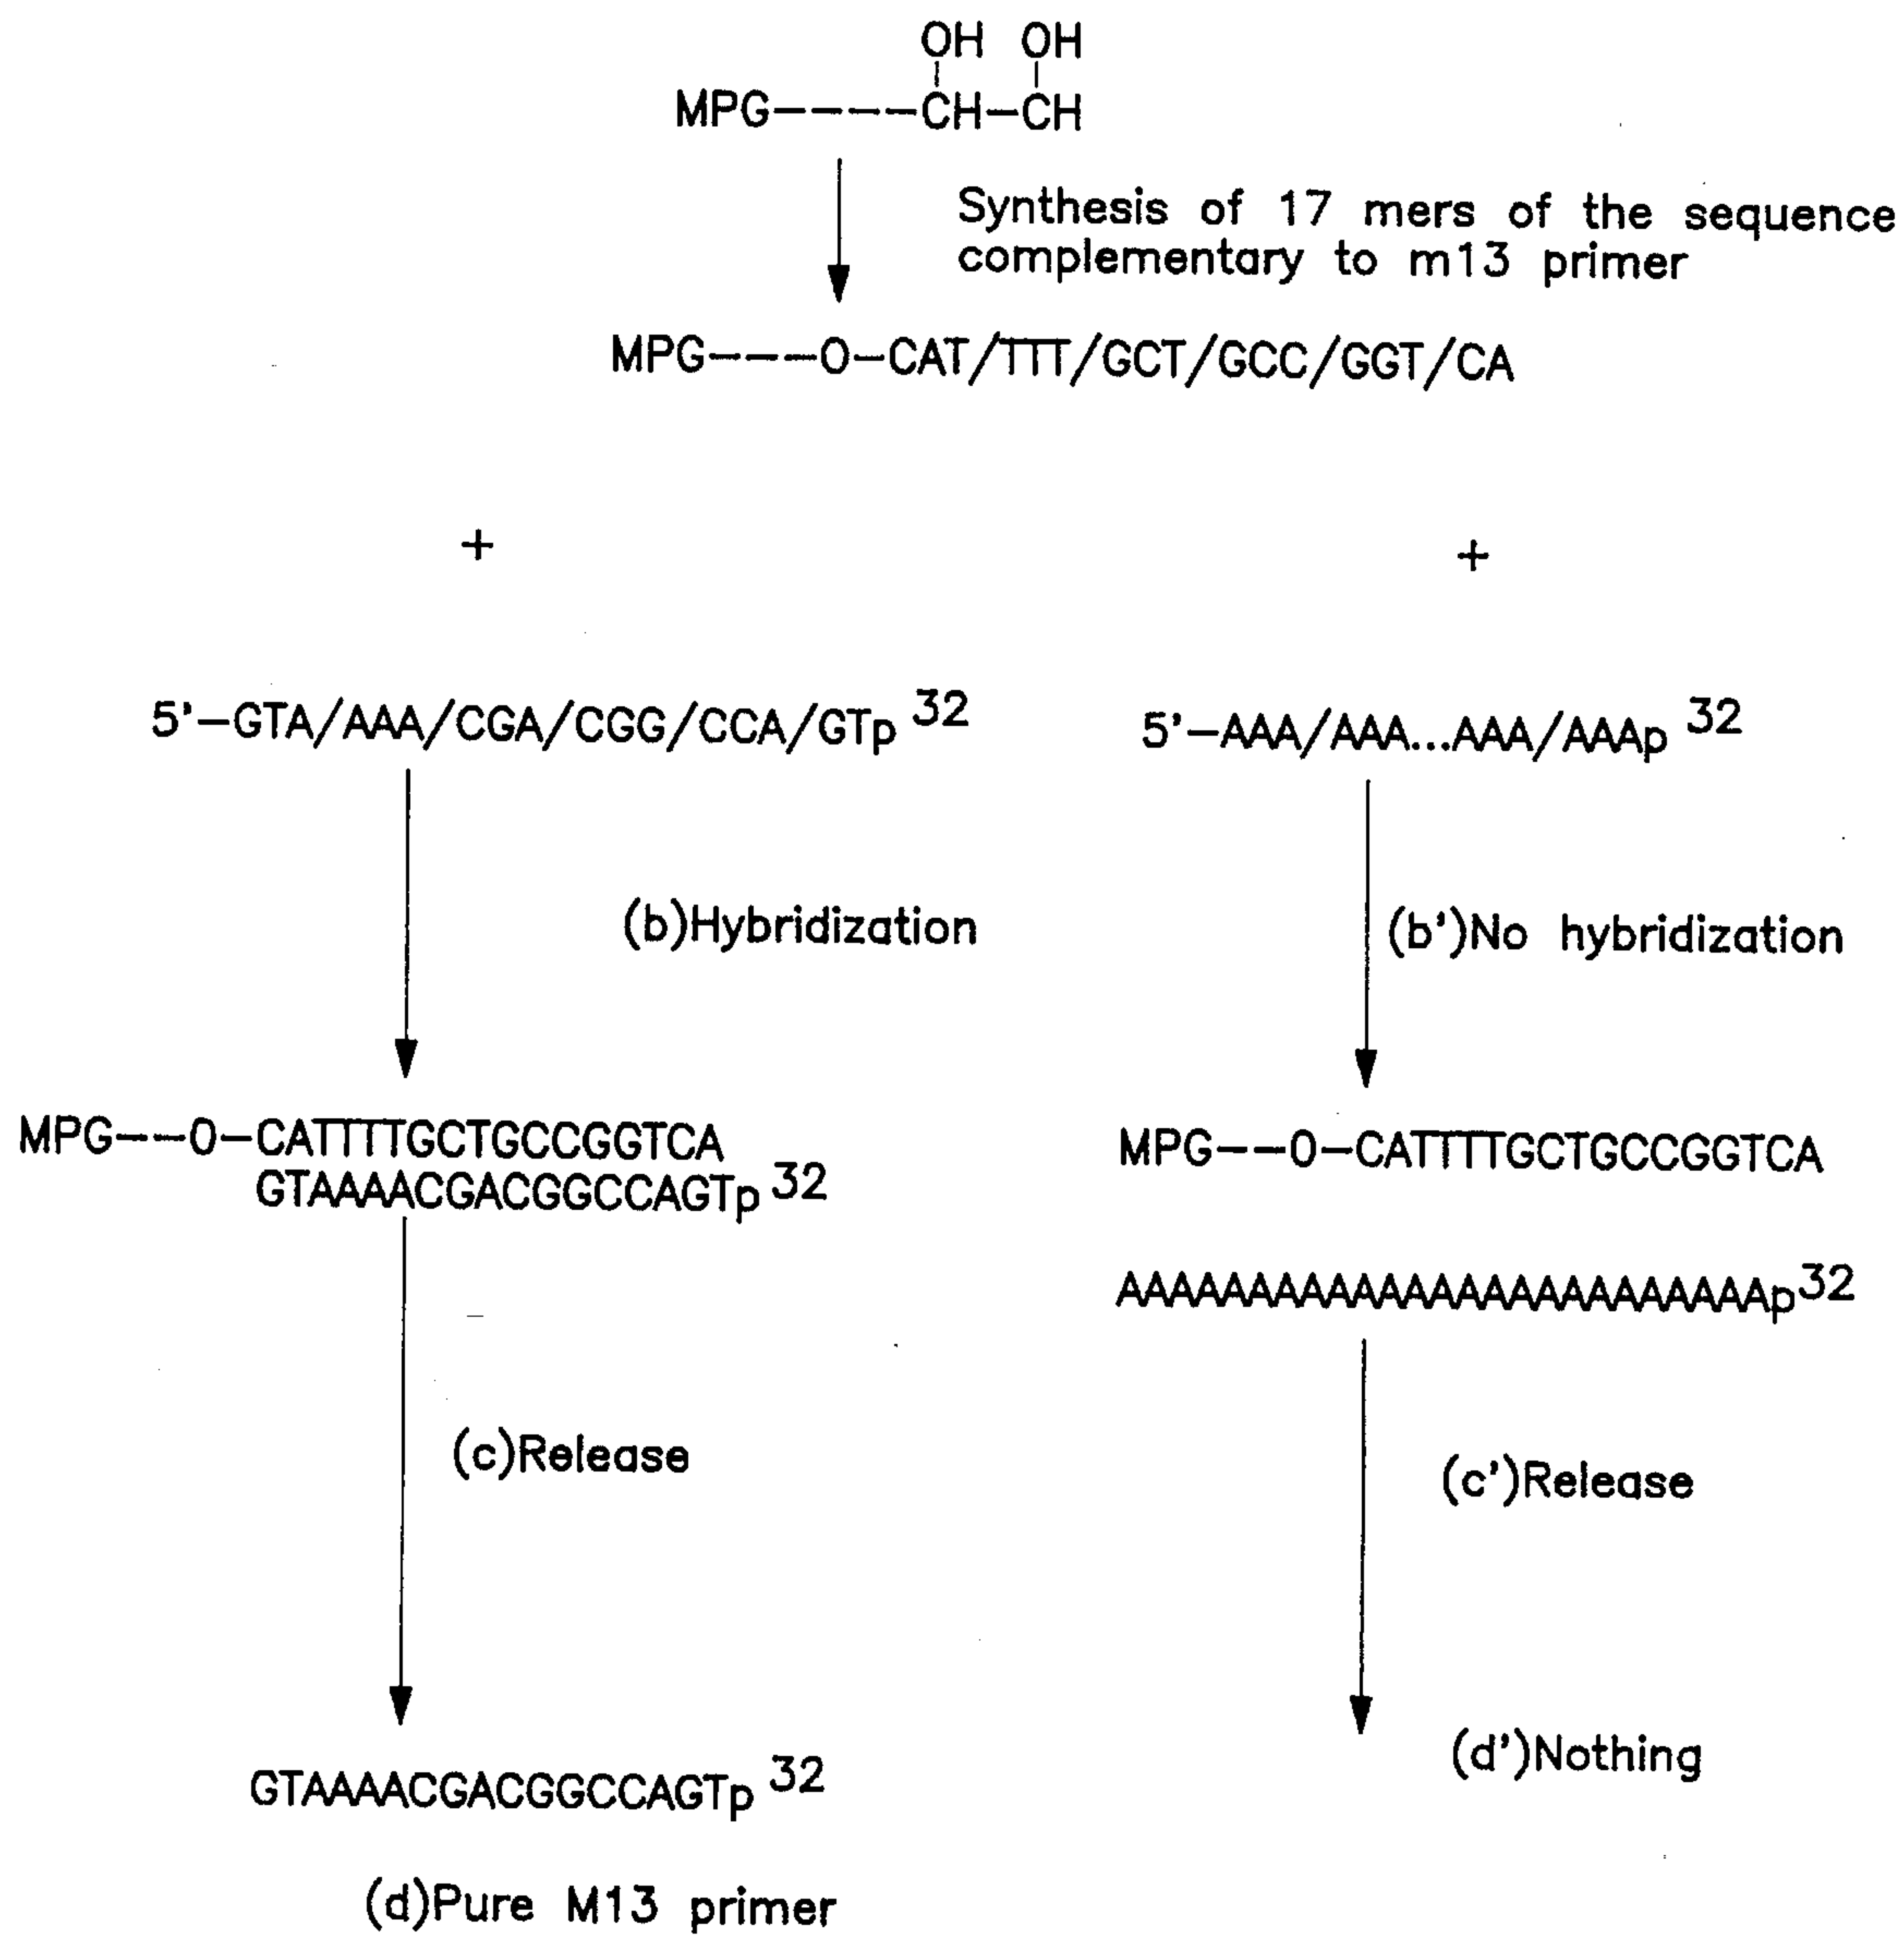 OH OH
MPG----CH-CH
Synthesis of 17 mers of the sequence
complementary to m13 primer
MPG---O-CAT/TTT/GCT/GCC/GGT/CA
+ +
5'-GTA/AAA/CGA/CGG/CCA/GTp 32
5'-AAA/AAA...AAA/AAAp 32
(b)Hybridization
(b')No hybridization
MPG--O-CATTTTGCTGCCGGTCA
GTAAAACGACGGCCAGTp 32
MPG--O-CATTTTGCTGCCGGTCA
AAAAAAAAAAAAAAAAAAAAAAAAAAp32
(c)Release
(c')Release
GTAAAACGACGGCCAGTp 32
(d)Pure M13 primer
(d')Nothing